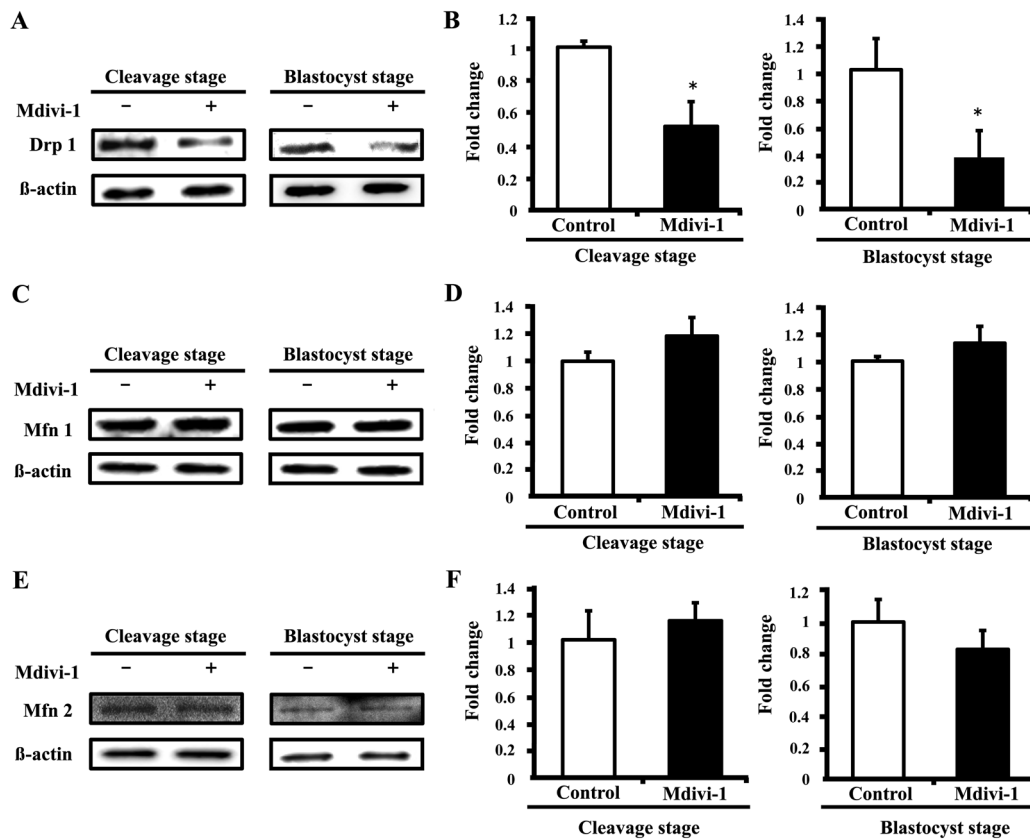 A
Cleavage stage Blastocyst stage
Mdivi-1 – + – +
Drp 1
ß-actin
B
Fold change
1.2
1
0.8
0.6
0.4
0.2
0
*
Control Mdivi-1
Cleavage stage
Fold change
1.4
1.2
1
0.8
0.6
0.4
0.2
0
*
Control Mdivi-1
Blastocyst stage
C
Cleavage stage Blastocyst stage
Mdivi-1 – + – +
Mfn 1
ß-actin
D
Fold change
1.4
1.2
1
0.8
0.6
0.4
0.2
0
Control Mdivi-1
Cleavage stage
Fold change
1.4
1.2
1
0.8
0.6
0.4
0.2
0
Control Mdivi-1
Blastocyst stage
E
Cleavage stage Blastocyst stage
Mdivi-1 – + – +
Mfn 2
ß-actin
F
Fold change
1.4
1.2
1
0.8
0.6
0.4
0.2
0
Control Mdivi-1
Cleavage stage
Fold change
1.2
1
0.8
0.6
0.4
0.2
0
Control Mdivi-1
Blastocyst stage